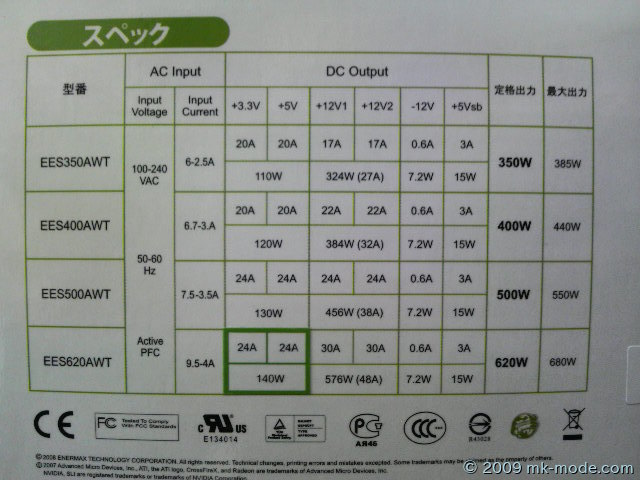 スペック
型番 AC Input DC Output 定格出力 最大出力
Input Voltage Input Current +3.3V +5V +12V1 +12V2 -12V +5Vsb
EES350AWT 100-240 VAC 6-2.5A 20A 20A 17A 17A 0.6A 3A 350W 385W
110W 324W (27A) 7.2W 15W
EES400AWT 6.7-3.A 20A 20A 22A 22A 0.6A 3A 400W 440W
120W 384W (32A) 7.2W 15W
50-60 Hz
EES500AWT 7.5-3.5A 24A 24A 24A 24A 0.6A 3A 500W 550W
130W 456W (38A) 7.2W 15W
EES620AWT Active PFC 9.5-4A 24A 24A 30A 30A 0.6A 3A 620W 680W
140W 576W (48A) 7.2W 15W
CE FC Tested To Comply With FCC Standards
c UL US E134014
TÜV BAUART GEPRÜFT TYPE APPROVED
PC АЯ46
CCC
R43028
©2008 ENERMAX TECHNOLOGY CORPORATION. All rights reserved. Technical changes, printing errors and mistakes excepted. Some trademarks may
©2007 Advanced Micro Devices, Inc., ATI, the ATI logo, CrossFireX, and Radeon are trademarks of Advanced Micro Devices, Inc.
NVIDIA, SLI are registered trademarks or trademarks of NVIDIA
© 2009 mk-mode.com